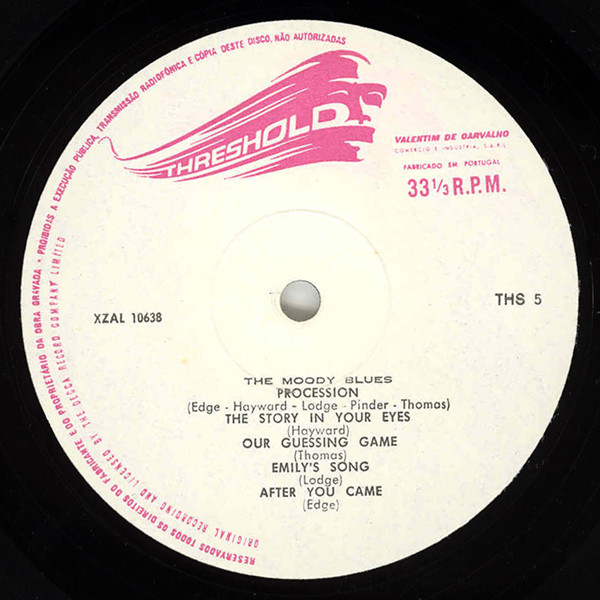 RESERVADOS TODOS OS DIREITOS DO FABRICANTE E DO PROPRIETÁRIO DA OBRA GRAVADA • PROIBIDAS A EXECUÇÃO PÚBLICA, TRANSMISSÃO RADIOFÓNICA E CÓPIA DESTE DISCO, NÃO AUTORIZADAS
ORIGINAL RECORDING AND LICENSED BY THE DECCA RECORD COMPANY LIMITED
THRESHOLD
VALENTIM DE CARVALHO
COMÉRCIO E INDÚSTRIA, S.A.R.L.
FABRICADO EM PORTUGAL
33 1/3 R.P.M.
XZAL 10638
THS 5
THE MOODY BLUES
PROCESSION
(Edge - Hayward - Lodge - Pinder - Thomas)
THE STORY IN YOUR EYES
(Hayward)
OUR GUESSING GAME
(Thomas)
EMILY'S SONG
(Lodge)
AFTER YOU CAME
(Edge)